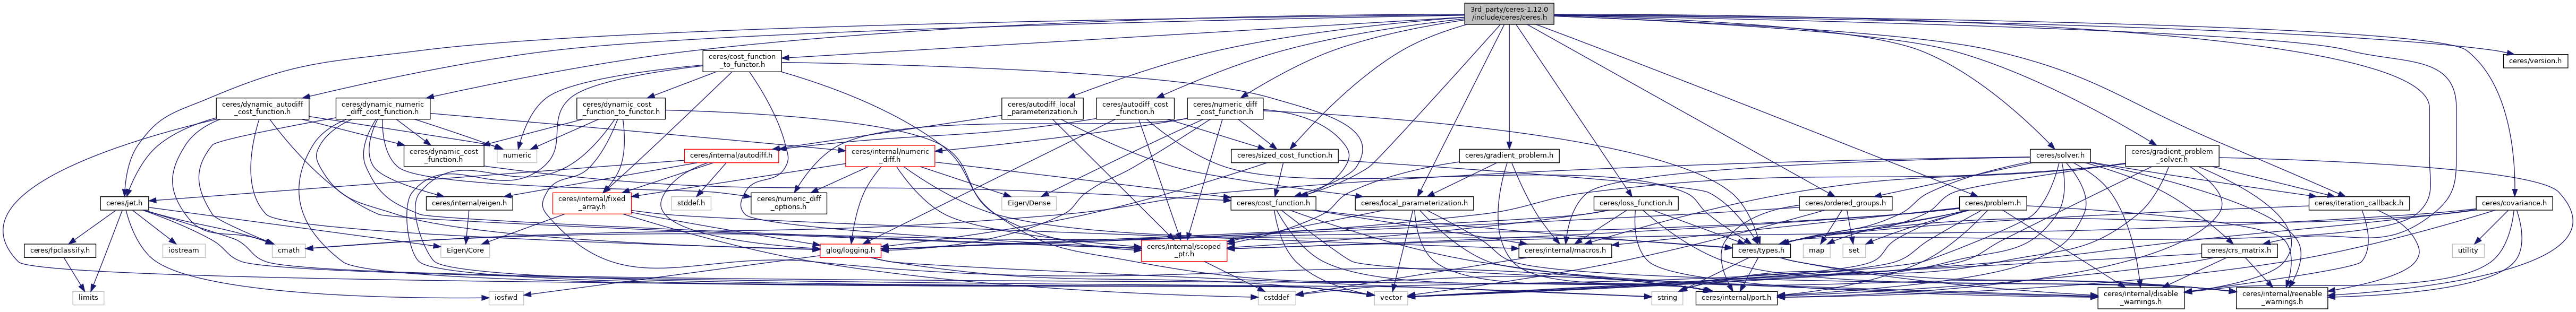 3rd_party/ceres-1.12.0
/include/ceres/ceres.h
ceres/cost_function
_to_functor.h
ceres/version.h
ceres/dynamic_autodiff
_cost_function.h
ceres/dynamic_numeric
_diff_cost_function.h
ceres/dynamic_cost
_function_to_functor.h
ceres/autodiff_local
_parameterization.h
ceres/autodiff_cost
_function.h
ceres/numeric_diff
_cost_function.h
ceres/dynamic_cost
_function.h
numeric
ceres/internal/autodiff.h
ceres/internal/numeric
_diff.h
ceres/sized_cost_function.h
ceres/gradient_problem.h
ceres/solver.h
ceres/gradient_problem
_solver.h
ceres/jet.h
ceres/internal/eigen.h
ceres/internal/fixed
_array.h
stddef.h
ceres/numeric_diff
_options.h
Eigen/Dense
ceres/cost_function.h
ceres/local_parameterization.h
ceres/loss_function.h
ceres/ordered_groups.h
ceres/problem.h
ceres/iteration_callback.h
ceres/covariance.h
ceres/fpclassify.h
iostream
cmath
Eigen/Core
glog/logging.h
ceres/internal/scoped
_ptr.h
ceres/internal/macros.h
ceres/types.h
map
set
ceres/crs_matrix.h
utility
limits
iosfwd
cstddef
vector
string
ceres/internal/port.h
ceres/internal/disable
_warnings.h
ceres/internal/reenable
_warnings.h